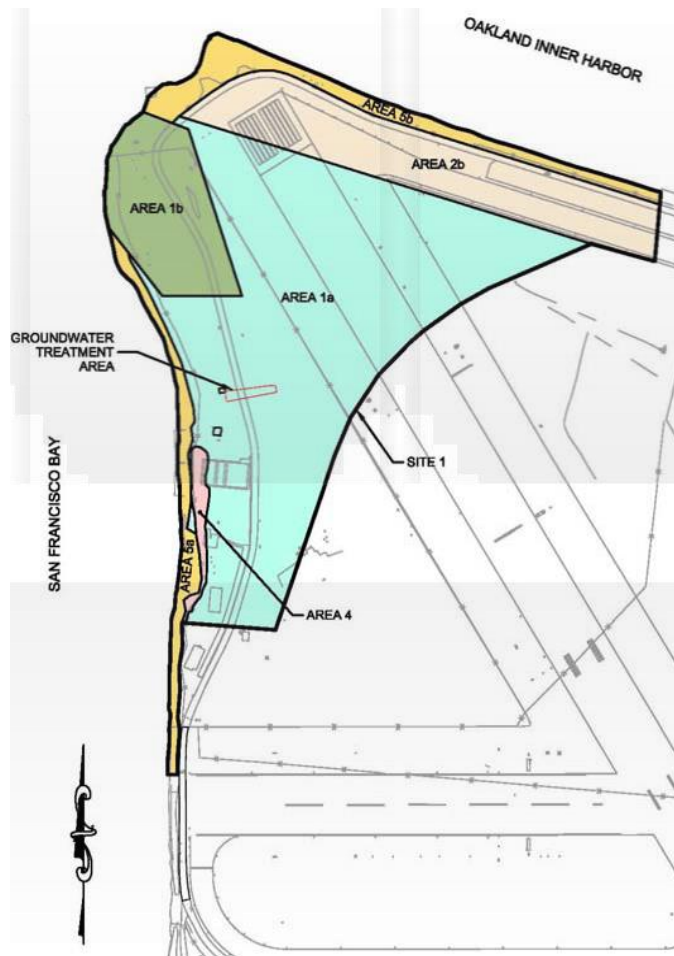 OAKLAND INNER HARBOR
AREA 5b
AREA 2b
AREA 1b
AREA 1a
GROUNDWATER
TREATMENT
AREA
SITE 1
SAN FRANCISCO BAY
AREA 5a
AREA 4